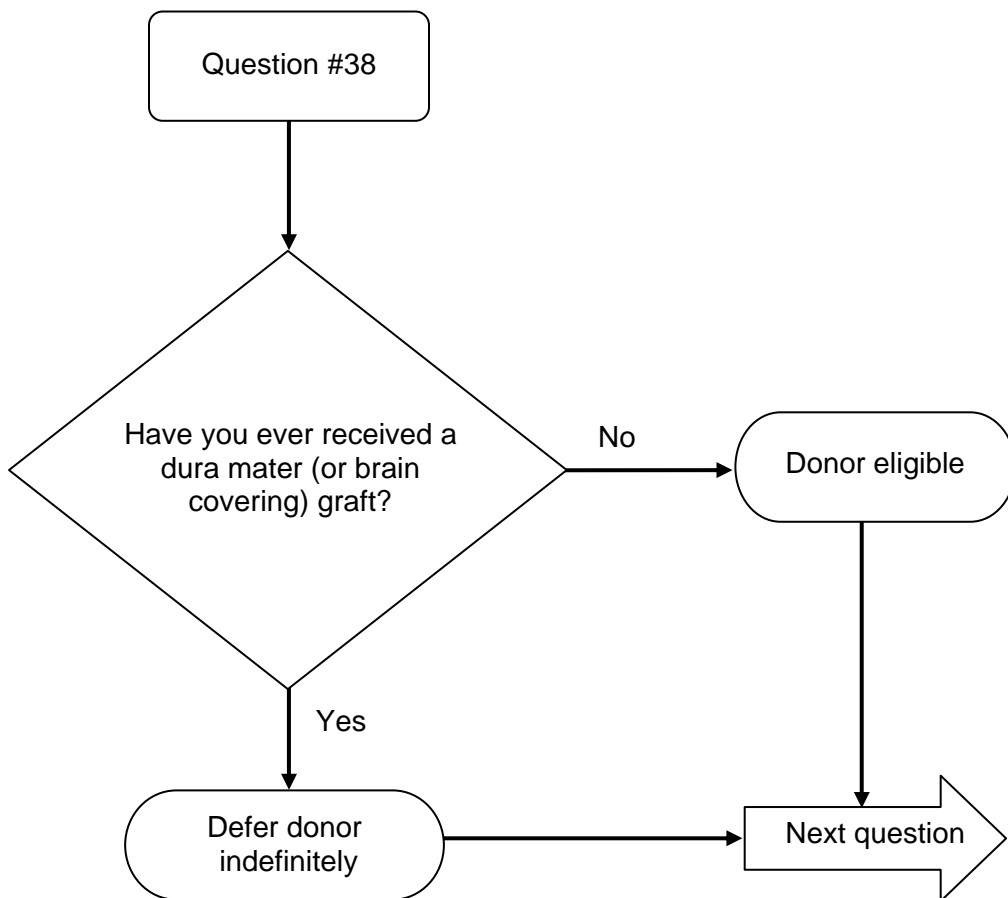 Question #38
Have you ever received a
dura mater (or brain
covering) graft?
No
Donor eligible
Yes
Defer donor
indefinitely
Next question